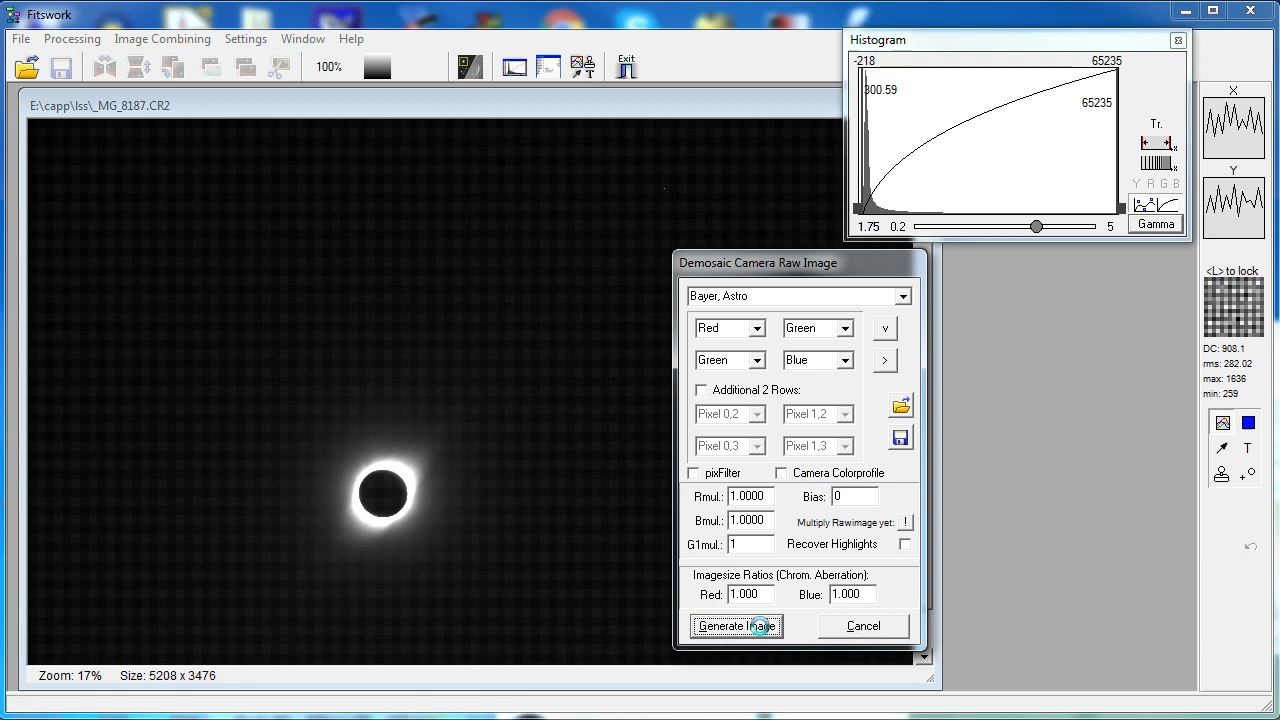 Fitswork
File Processing Image Combining Settings Window Help
100% Exit
E:\capp\Iss\_MG_8187.CR2
Histogram
-218 65235
300.59
65235
Tr.
Y R G B
1.75 0.2 5 Gamma
Demosaic Camera Raw Image
Bayer, Astro
Red Green v
Green Blue >
Additional 2 Rows:
Pixel 0,2 Pixel 1,2
Pixel 0,3 Pixel 1,3
pixFilter Camera Colorprofile
Rmul.: 1.0000 Bias: 0
Bmul.: 1.0000 Multiply Rawimage yet: !
G1mul.: 1 Recover Highlights
Imagesize Ratios (Chrom. Aberration):
Red: 1.000 Blue: 1.000
Generate Image Cancel
X
Y
<L> to lock
DC: 908.1
rms: 282.02
max: 1636
min: 259
T
Zoom: 17% Size: 5208 x 3476